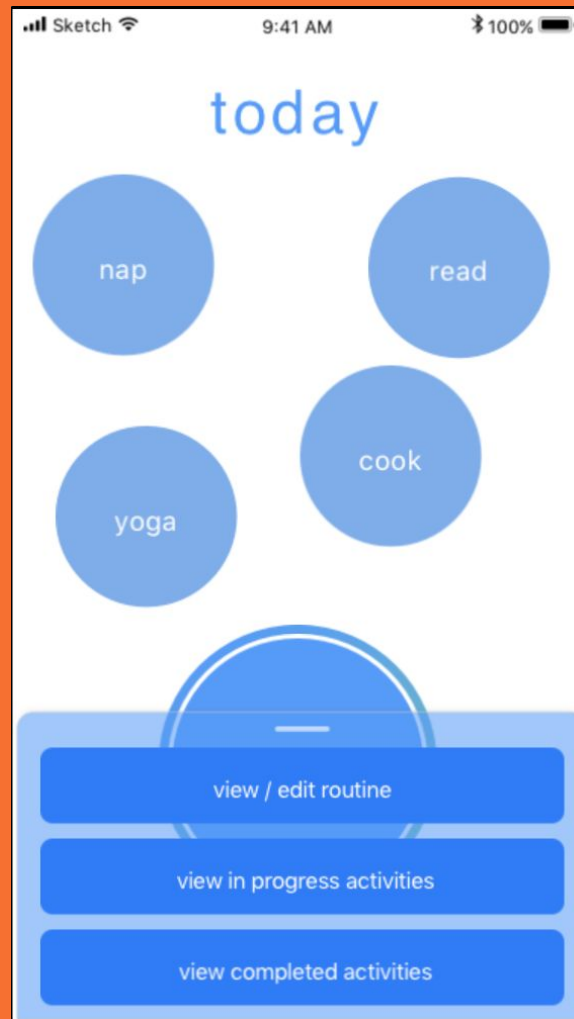 Sketch 9:41 AM 100%
today
nap
read
cook
yoga
view / edit routine
view in progress activities
view completed activities